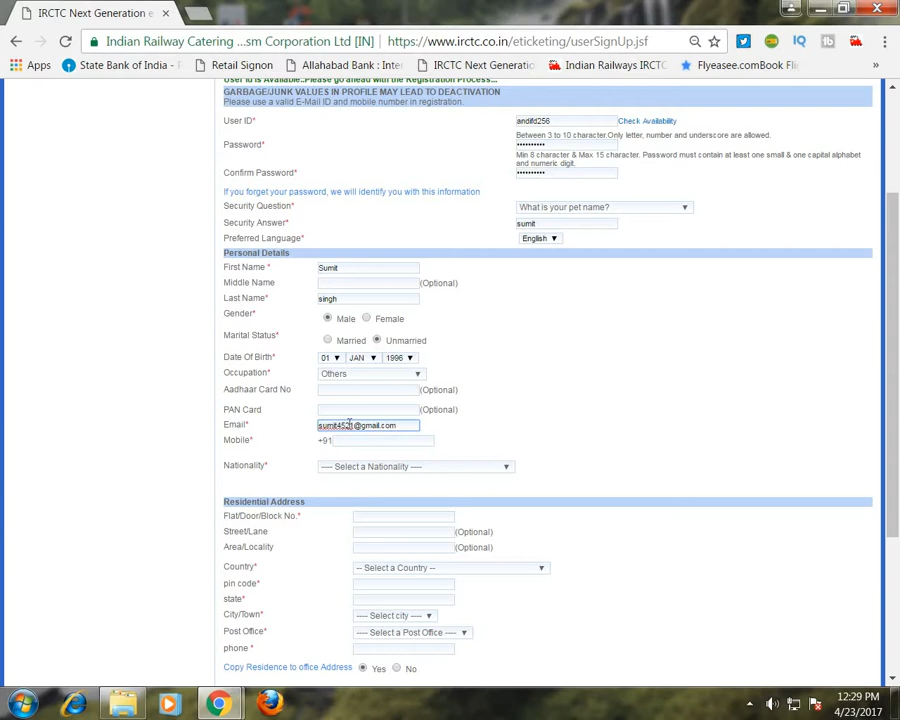 IRCTC Next Generation e
Indian Railway Catering ...sm Corporation Ltd [IN] https://www.irctc.co.in/eticketing/userSignUp.jsf
Apps State Bank of India - Retail Signon Allahabad Bank : Inter IRCTC Next Generatio Indian Railways IRCTC Flyeasee.comBook Flig »
User Id is Available..Please go ahead with the Registration Process...
GARBAGE/JUNK VALUES IN PROFILE MAY LEAD TO DEACTIVATION
Please use a valid E-Mail ID and mobile number in registration.
User ID* andifd256 Check Availability
Between 3 to 10 character.Only letter, number and underscore are allowed.
Password* ••••••••••
Min 8 character & Max 15 character. Password must contain at least one small & one capital alphabet and numeric digit.
Confirm Password* ••••••••••
If you forget your password, we will identify you with this information
Security Question* What is your pet name?
Security Answer* sumit
Preferred Language* English
Personal Details
First Name * Sumit
Middle Name (Optional)
Last Name* singh
Gender* Male Female
Marital Status* Married Unmarried
Date Of Birth* 01 JAN 1996
Occupation* Others
Aadhaar Card No (Optional)
PAN Card (Optional)
Email* sumit4521@gmail.com
Mobile* +91
Nationality* ---- Select a Nationality ----
Residential Address
Flat/Door/Block No.*
Street/Lane (Optional)
Area/Locality (Optional)
Country* -- Select a Country --
pin code*
state*
City/Town* ---- Select city ----
Post Office* ---- Select a Post Office ----
phone *
Copy Residence to office Address Yes No
12:29 PM
4/23/2017